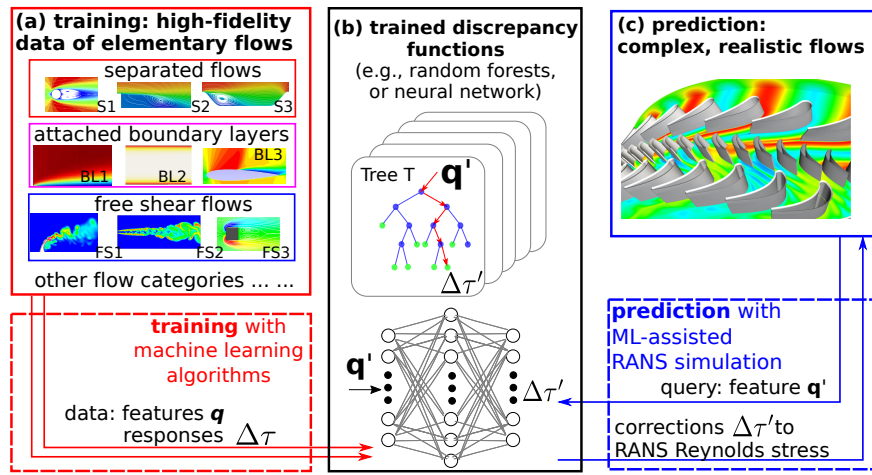 (a) training: high-fidelity
data of elementary flows
separated flows
S1
S2
S3
attached boundary layers
BL1
BL2
BL3
free shear flows
FS1
FS2
FS3
other flow categories ... ...
training with
machine learning
algorithms
data: features q
responses Δτ
(b) trained discrepancy
functions
(e.g., random forests,
or neural network)
Tree T
q'
Δτ'
q'
Δτ'
(c) prediction:
complex, realistic flows
prediction with
ML-assisted
RANS simulation
query: feature q'
corrections Δτ' to
RANS Reynolds stress